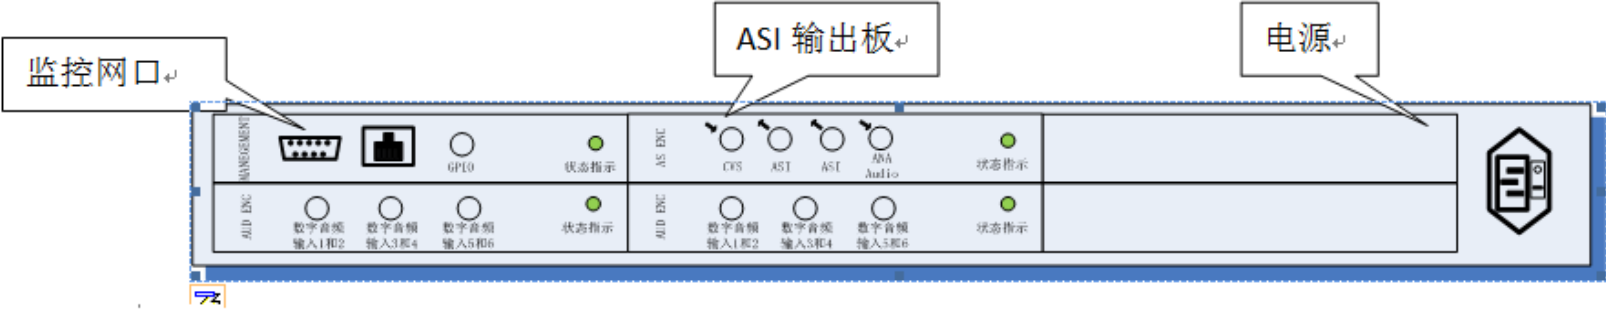 监控网口
ASI 输出板
电源
MANEGEMENT
GPIO
状态指示
AS ENC
CVS
ASI
ASI
ANA
Audio
状态指示
AUD ENC
数字音频
输入1和2
数字音频
输入3和4
数字音频
输入5和6
状态指示
AUD ENC
数字音频
输入1和2
数字音频
输入3和4
数字音频
输入5和6
状态指示